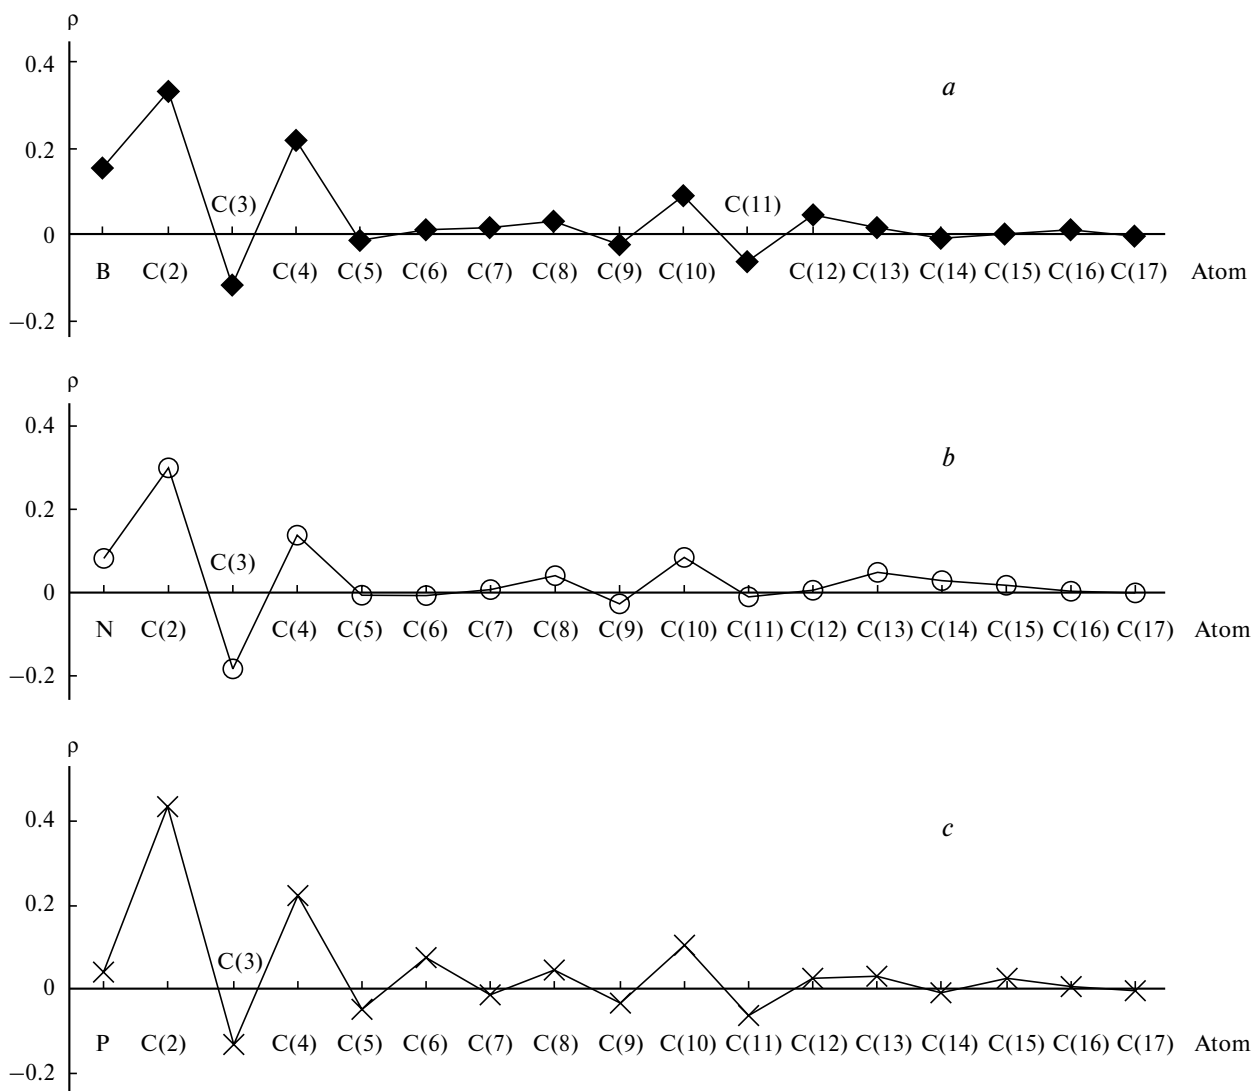 ρ
0.4
a
0.2
C(3) C(11)
0
B C(2) C(4) C(5) C(6) C(7) C(8) C(9) C(10) C(12) C(13) C(14) C(15) C(16) C(17) Atom
−0.2
ρ
0.4
b
0.2
C(3)
0
N C(2) C(4) C(5) C(6) C(7) C(8) C(9) C(10) C(11) C(12) C(13) C(14) C(15) C(16) C(17) Atom
−0.2
ρ
0.4
c
0.2
C(3)
0
P C(2) C(4) C(5) C(6) C(7) C(8) C(9) C(10) C(11) C(12) C(13) C(14) C(15) C(16) C(17) Atom
−0.2